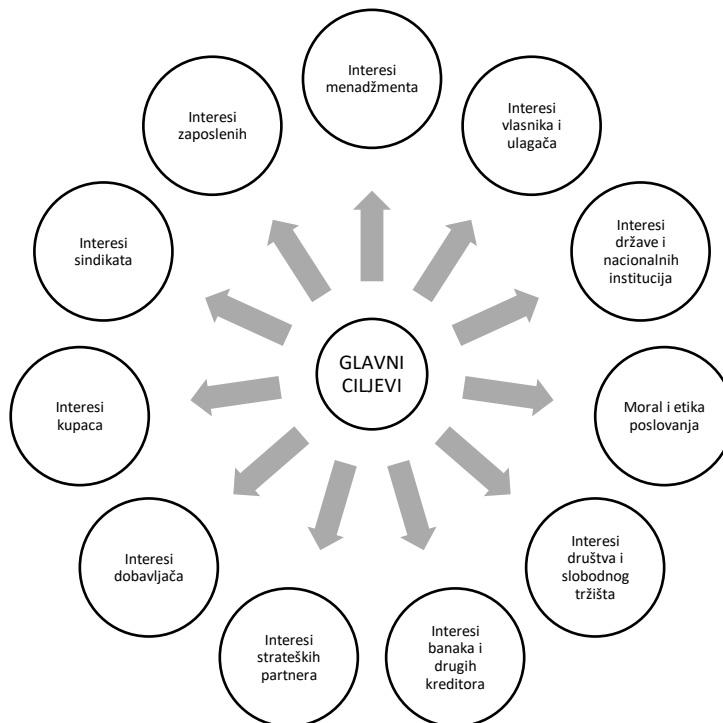 Interesi
menadžmenta
Interesi
vlasnika i
ulagača
Interesi
države i
nacionalnih
institucija
Moral i etika
poslovanja
Interesi
društva i
slobodnog
tržišta
Interesi
banaka i
drugih
kreditora
Interesi
strateških
partnera
Interesi
dobavljača
Interesi
kupaca
Interesi
sindikata
Interesi
zaposlenih
GLAVNI
CILJEVI